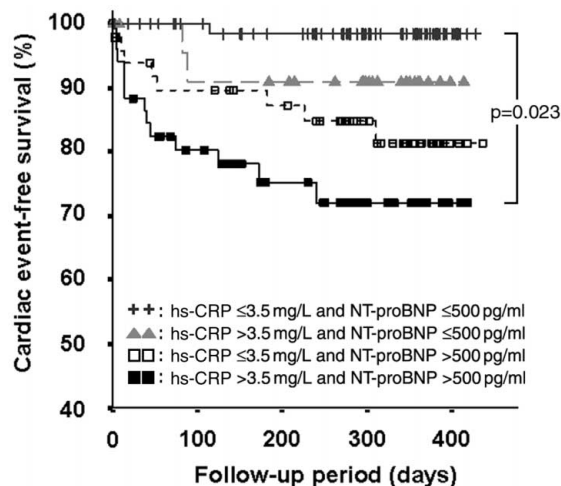 Cardiac event-free survival (%)
100
90
80
70
60
50
40
p=0.023
: hs-CRP ≤3.5 mg/L and NT-proBNP ≤500 pg/ml
: hs-CRP >3.5 mg/L and NT-proBNP ≤500 pg/ml
: hs-CRP ≤3.5 mg/L and NT-proBNP >500 pg/ml
: hs-CRP >3.5 mg/L and NT-proBNP >500 pg/ml
0 100 200 300 400
Follow-up period (days)